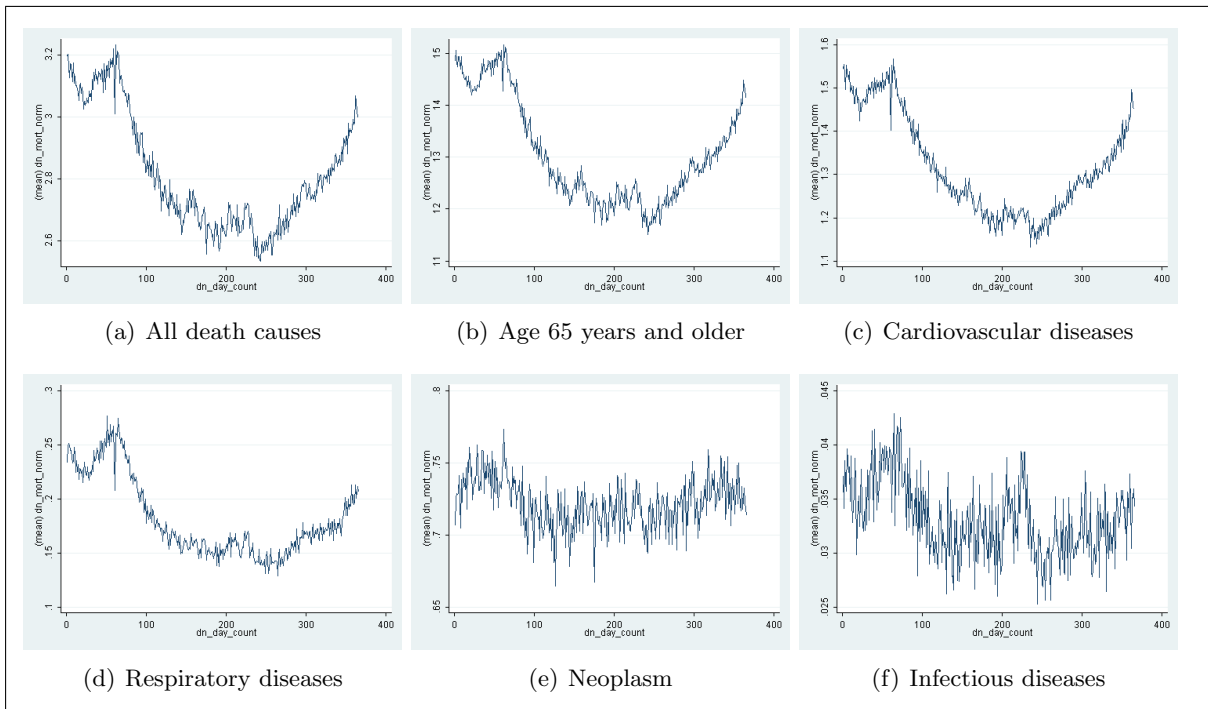 3.2
3
2.8
2.6
(mean) dn_mort_norm
0 100 200 300 400
dn_day_count
(a) All death causes
15
14
13
12
11
(mean) dn_mort_norm
0 100 200 300 400
dn_day_count
(b) Age 65 years and older
1.6
1.5
1.4
1.3
1.2
1.1
(mean) dn_mort_norm
0 100 200 300 400
dn_day_count
(c) Cardiovascular diseases
.3
.25
.2
.15
.1
(mean) dn_mort_norm
0 100 200 300 400
dn_day_count
(d) Respiratory diseases
.8
.75
.7
.65
(mean) dn_mort_norm
0 100 200 300 400
dn_day_count
(e) Neoplasm
.045
.04
.035
.03
.025
(mean) dn_mort_norm
0 100 200 300 400
dn_day_count
(f) Infectious diseases